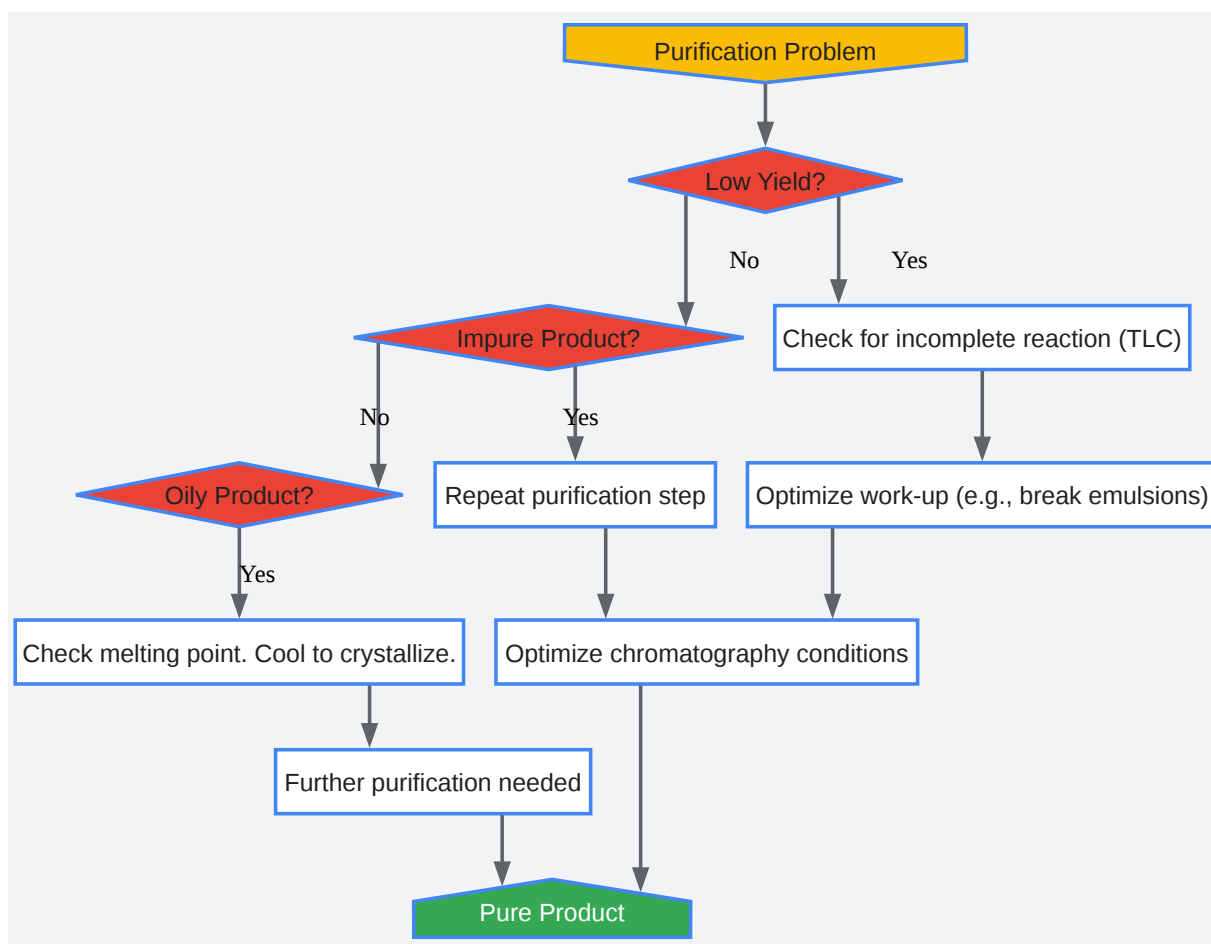 Purification Problem
Low Yield?
No
Yes
Impure Product?
Check for incomplete reaction (TLC)
No
Yes
Oily Product?
Repeat purification step
Optimize work-up (e.g., break emulsions)
Yes
Check melting point. Cool to crystallize.
Optimize chromatography conditions
Further purification needed
Pure Product